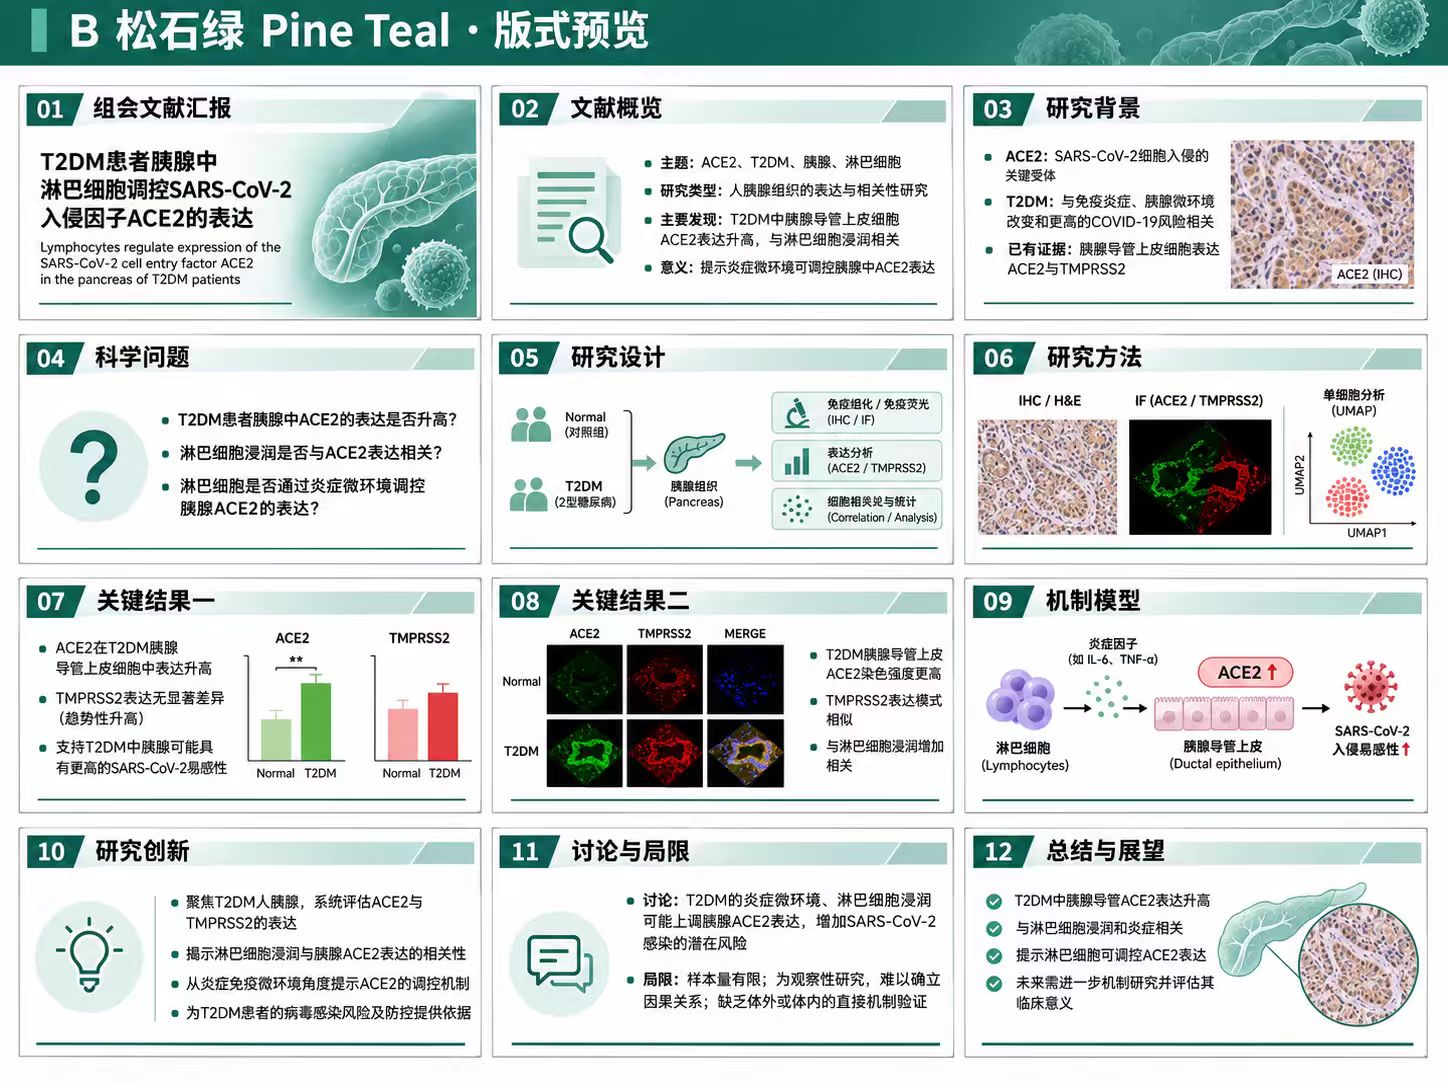 B 松石绿 Pine Teal · 版式预览
01 组会文献汇报
T2DM患者胰腺中
淋巴细胞调控SARS-CoV-2
入侵因子ACE2的表达
Lymphocytes regulate expression of the
SARS-CoV-2 cell entry factor ACE2
in the pancreas of T2DM patients
02 文献概览
主题：ACE2、T2DM、胰腺、淋巴细胞
研究类型：人胰腺组织的表达与相关性研究
主要发现：T2DM中胰腺导管上皮细胞
ACE2表达升高，与淋巴细胞浸润相关
意义：提示炎症微环境可调控胰腺中ACE2表达
03 研究背景
ACE2：SARS-CoV-2细胞入侵的
关键受体
T2DM：与免疫炎症、胰腺微环境
改变和更高的COVID-19风险相关
已有证据：胰腺导管上皮细胞表达
ACE2与TMPRSS2
ACE2 (IHC)
04 科学问题
?
T2DM患者胰腺中ACE2的表达是否升高？
淋巴细胞浸润是否与ACE2表达相关？
淋巴细胞是否通过炎症微环境调控
胰腺ACE2的表达？
05 研究设计
Normal
(对照组)
T2DM
(2型糖尿病)
胰腺组织
(Pancreas)
免疫组化 / 免疫荧光
(IHC / IF)
表达分析
(ACE2 / TMPRSS2)
细胞相关 与统计
(Correlation / Analysis)
06 研究方法
IHC / H&E
IF (ACE2 / TMPRSS2)
单细胞分析
(UMAP)
UMAP2
UMAP1
07 关键结果一
ACE2在T2DM胰腺
导管上皮细胞中表达升高
TMPRSS2表达无显著差异
（趋势性升高）
支持T2DM中胰腺可能具
有更高的SARS-CoV-2易感性
ACE2
**
Normal T2DM
TMPRSS2
Normal T2DM
08 关键结果二
ACE2 TMPRSS2 MERGE
Normal
T2DM
T2DM胰腺导管上皮
ACE2染色强度更高
TMPRSS2表达模式
相似
与淋巴细胞浸润增加
相关
09 机制模型
淋巴细胞
(Lymphocytes)
炎症因子
(如 IL-6、TNF-α)
ACE2 ↑
胰腺导管上皮
(Ductal epithelium)
SARS-CoV-2
入侵易感性↑
10 研究创新
聚焦T2DM人胰腺，系统评估ACE2与
TMPRSS2的表达
揭示淋巴细胞浸润与胰腺ACE2表达的相关性
从炎症免疫微环境角度提示ACE2的调控机制
为T2DM患者的病毒感染风险及防控提供依据
11 讨论与局限
讨论：T2DM的炎症微环境、淋巴细胞浸润
可能上调胰腺ACE2表达，增加SARS-CoV-2
感染的潜在风险
局限：样本量有限；为观察性研究，难以确立
因果关系；缺乏体外或体内的直接机制验证
12 总结与展望
T2DM中胰腺导管ACE2表达升高
与淋巴细胞浸润和炎症相关
提示淋巴细胞可调控ACE2表达
未来需进一步机制研究并评估其
临床意义